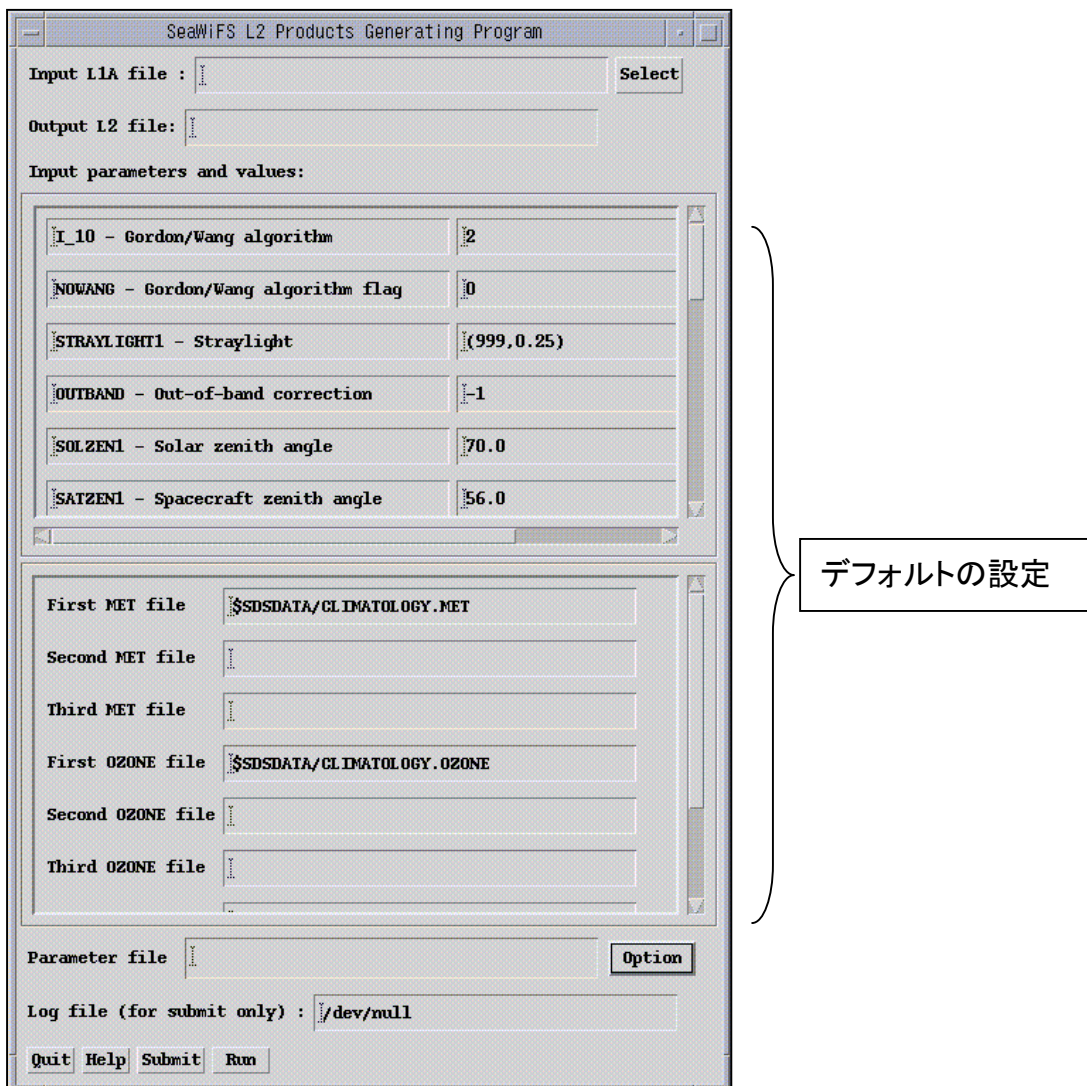 SeaWiFS L2 Products Generating Program
Input L1A file :
Select
Output L2 file:
Input parameters and values:
I_10 - Gordon/Wang algorithm 2
NOWANG - Gordon/Wang algorithm flag 0
STRAYLIGHT1 - Straylight (999,0.25)
OUTBAND - Out-of-band correction -1
SOLZEN1 - Solar zenith angle 70.0
SATZEN1 - Spacecraft zenith angle 56.0
デフォルトの設定
First MET file $SDSDATA/CLIMATOLOGY.MET
Second MET file
Third MET file
First OZONE file $SDSDATA/CLIMATOLOGY.OZONE
Second OZONE file
Third OZONE file
Parameter file
Option
Log file (for submit only) : /dev/null
Quit Help Submit Run